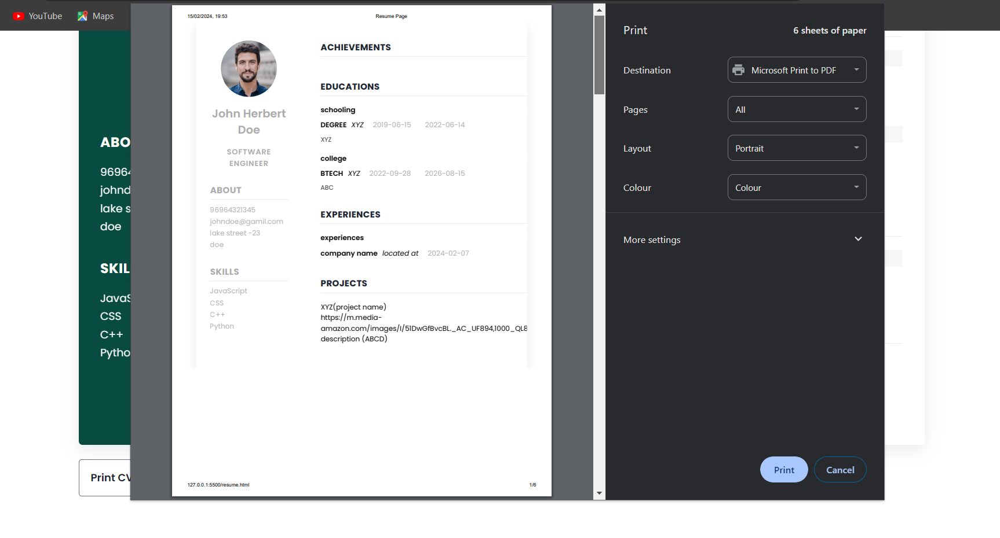 YouTube
Maps
ABO
96964
johnd
lake s
doe
SKIL
JavaS
CSS
C++
Pytho
Print CV
15/02/2024, 19:53
Resume Page
John Herbert
Doe
SOFTWARE
ENGINEER
ABOUT
96964321345
johndoe@gamil.com
lake street -23
doe
SKILLS
JavaScript
CSS
C++
Python
ACHIEVEMENTS
EDUCATIONS
schooling
DEGREE XYZ 2019-06-15 2022-06-14
XYZ
college
BTECH XYZ 2022-09-28 2026-08-15
ABC
EXPERIENCES
experiences
company name located at 2024-02-07
PROJECTS
XYZ(project name)
https://m.media-
amazon.com/images/I/51DwGfBvcBL._AC_UF894,1000_QL8
description (ABCD)
127.0.0.1:5500/resume.html
1/6
Print
6 sheets of paper
Destination
Microsoft Print to PDF
Pages
All
Layout
Portrait
Colour
Colour
More settings
Print
Cancel